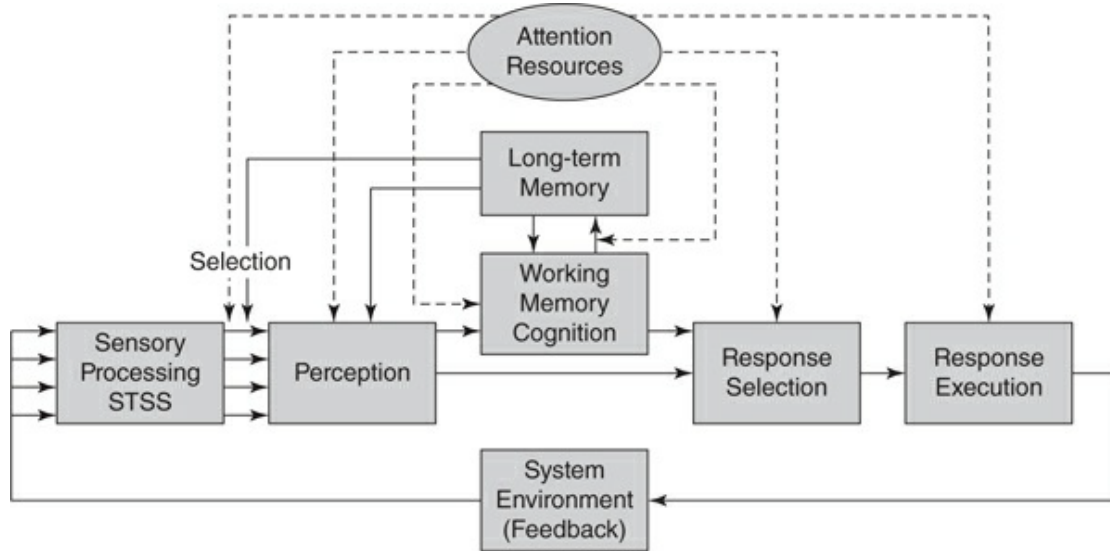 Attention
Resources
Long-term
Memory
Selection
Working
Memory
Cognition
Sensory
Processing
STSS
Perception
Response
Selection
Response
Execution
System
Environment
(Feedback)